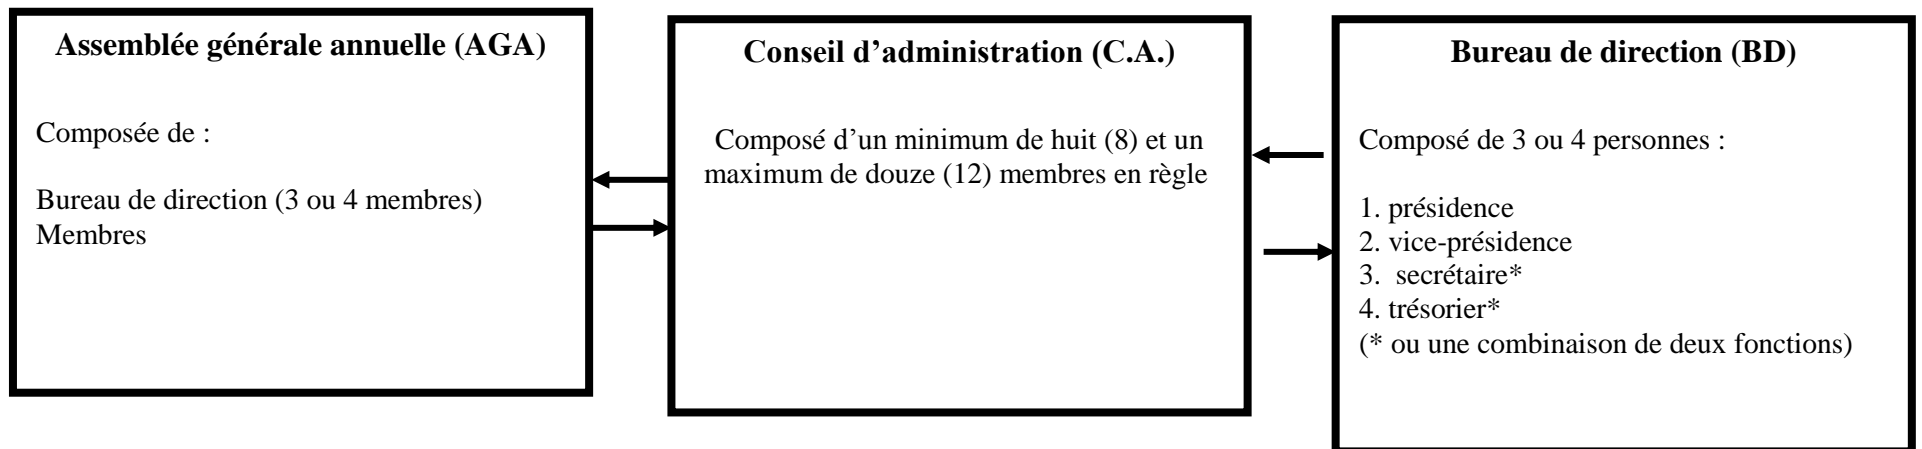 Assemblée générale annuelle (AGA)
Composée de :
Bureau de direction (3 ou 4 membres)
Membres
Conseil d’administration (C.A.)
Composé d’un minimum de huit (8) et un
maximum de douze (12) membres en règle
Bureau de direction (BD)
Composé de 3 ou 4 personnes :
1. présidence
2. vice-présidence
3. secrétaire*
4. trésorier*
(* ou une combinaison de deux fonctions)